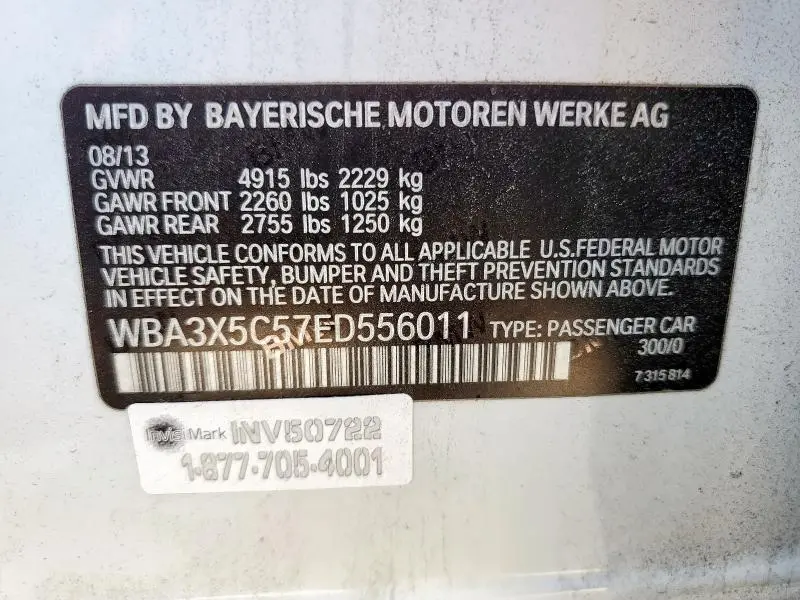 MFD BY BAYERISCHE MOTOREN WERKE AG
08/13
GVWR 4915 lbs 2229 kg
GAWR FRONT 2260 lbs 1025 kg
GAWR REAR 2755 lbs 1250 kg
THIS VEHICLE CONFORMS TO ALL APPLICABLE U.S.FEDERAL MOTOR
VEHICLE SAFETY, BUMPER AND THEFT PREVENTION STANDARDS
IN EFFECT ON THE DATE OF MANUFACTURE SHOWN ABOVE.
WBA3X5C57ED556011 TYPE: PASSENGER CAR
300/0
7315814
InvisiMark INV50722
1-877-705-4001